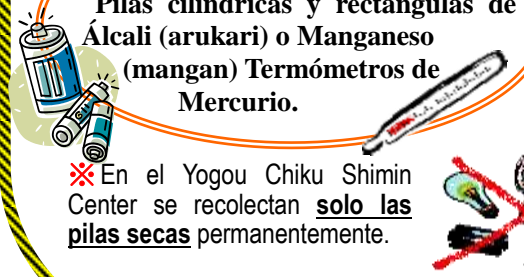 Pilas cilíndricas y rectángulas de
Álcali (arukari) o Manganeso
(mangan) Termómetros de
Mercurio.
※ En el Yogou Chiku Shimin
Center se recolectan solo las
pilas secas permanentemente.